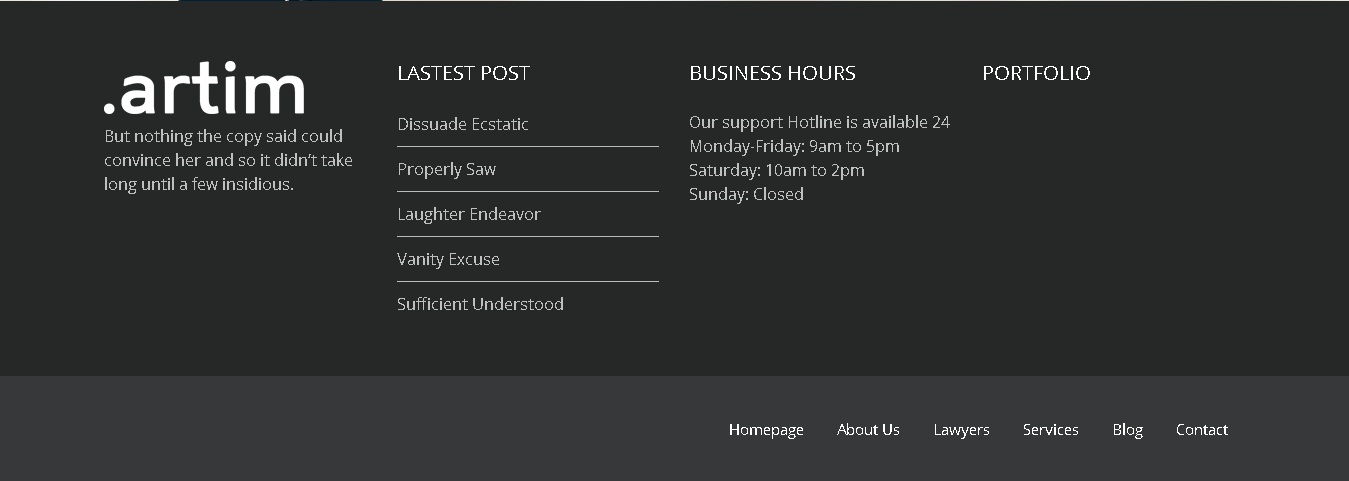 .artim
But nothing the copy said could
convince her and so it didn’t take
long until a few insidious.
LASTEST POST
Dissuade Ecstatic
Properly Saw
Laughter Endeavor
Vanity Excuse
Sufficient Understood
BUSINESS HOURS
Our support Hotline is available 24
Monday-Friday: 9am to 5pm
Saturday: 10am to 2pm
Sunday: Closed
PORTFOLIO
Homepage About Us Lawyers Services Blog Contact